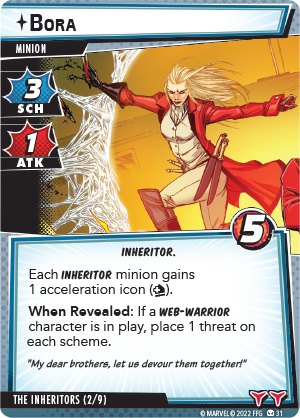 Bora
MINION
3
SCH
1
ATK
5
INHERITOR.
Each INHERITOR minion gains
1 acceleration icon ( ).
When Revealed: If a WEB-WARRIOR
character is in play, place 1 threat on
each scheme.
"My dear brothers, let us devour them together!"
THE INHERITORS (2/9)
© MARVEL © 2022 FFG 31